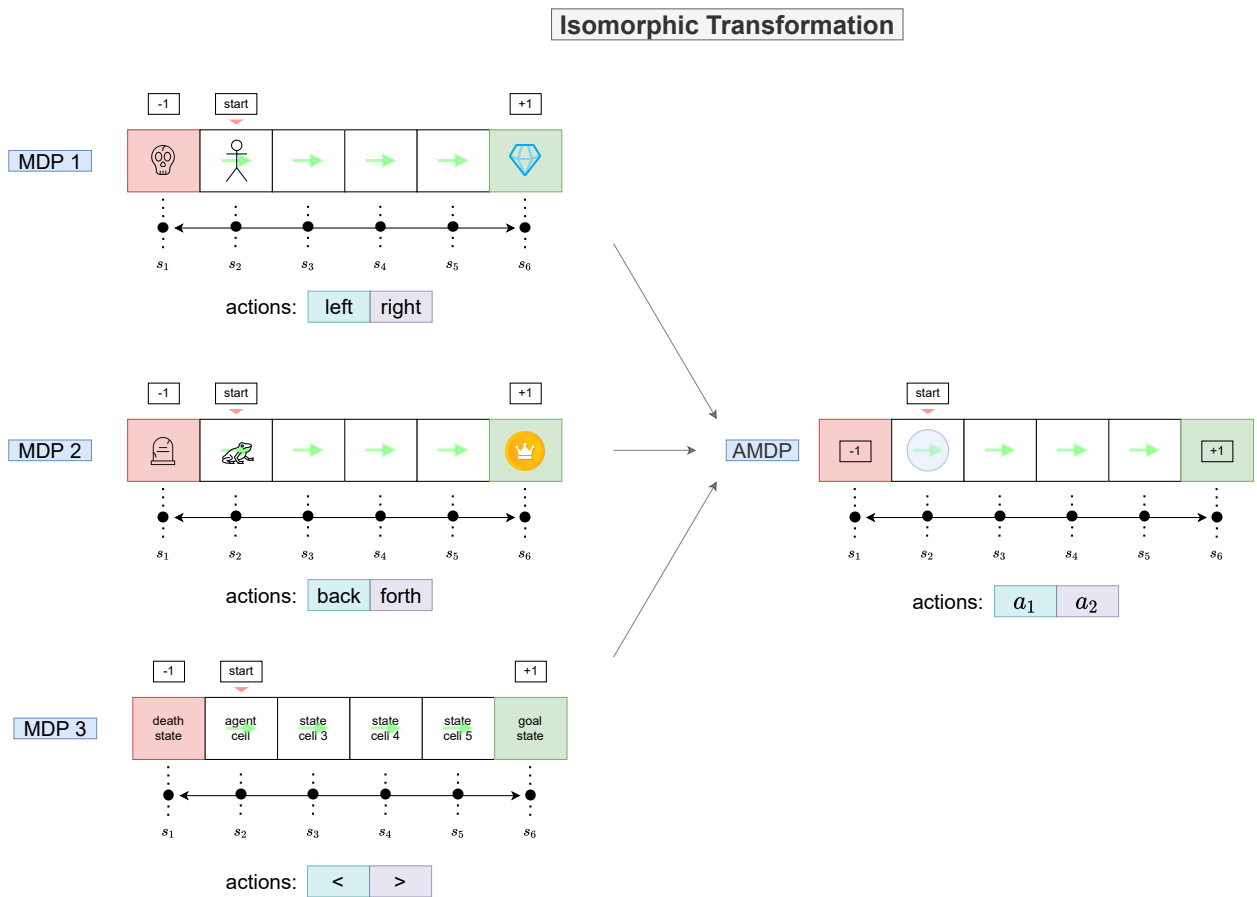 Isomorphic Transformation
MDP 1
-1 start +1
s₁ s₂ s₃ s₄ s₅ s₆
actions: left right
MDP 2
-1 start +1
s₁ s₂ s₃ s₄ s₅ s₆
actions: back forth
MDP 3
-1 start +1
death state
agent cell
state cell 3
state cell 4
state cell 5
goal state
s₁ s₂ s₃ s₄ s₅ s₆
actions: < >
AMDP
start
-1 +1
s₁ s₂ s₃ s₄ s₅ s₆
actions: a₁ a₂